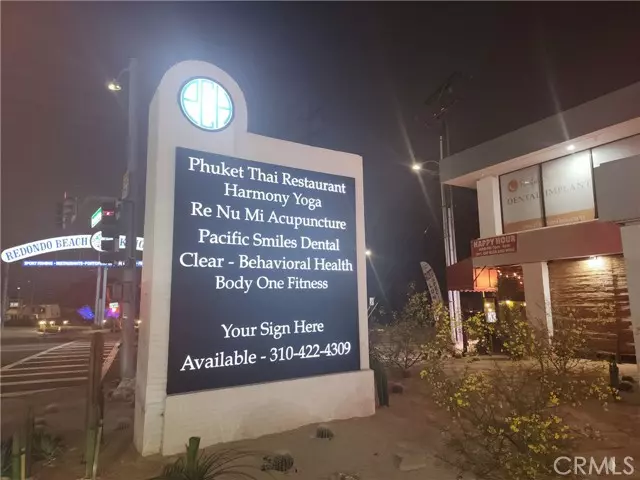 Phuket Thai Restaurant
Harmony Yoga
Re Nu Mi Acupuncture
Pacific Smiles Dental
Clear - Behavioral Health
Body One Fitness
Your Sign Here
Available - 310-422-4309
REDONDO BEACH
DENTAL IMPLANT
HAPPY HOUR
CRMLS